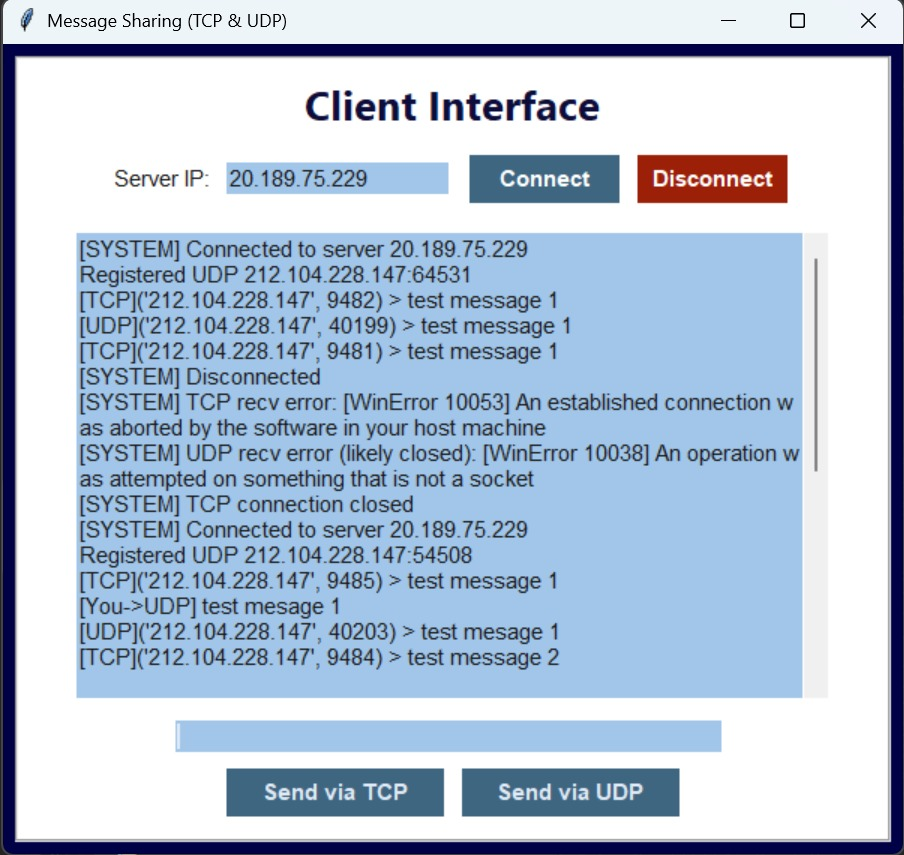 Message Sharing (TCP & UDP)
Client Interface
Server IP: 20.189.75.229 Connect Disconnect
[SYSTEM] Connected to server 20.189.75.229
Registered UDP 212.104.228.147:64531
[TCP]('212.104.228.147', 9482) > test message 1
[UDP]('212.104.228.147', 40199) > test message 1
[TCP]('212.104.228.147', 9481) > test message 1
[SYSTEM] Disconnected
[SYSTEM] TCP recv error: [WinError 10053] An established connection w
as aborted by the software in your host machine
[SYSTEM] UDP recv error (likely closed): [WinError 10038] An operation w
as attempted on something that is not a socket
[SYSTEM] TCP connection closed
[SYSTEM] Connected to server 20.189.75.229
Registered UDP 212.104.228.147:54508
[TCP]('212.104.228.147', 9485) > test message 1
[You->UDP] test mesage 1
[UDP]('212.104.228.147', 40203) > test mesage 1
[TCP]('212.104.228.147', 9484) > test message 2
Send via TCP Send via UDP